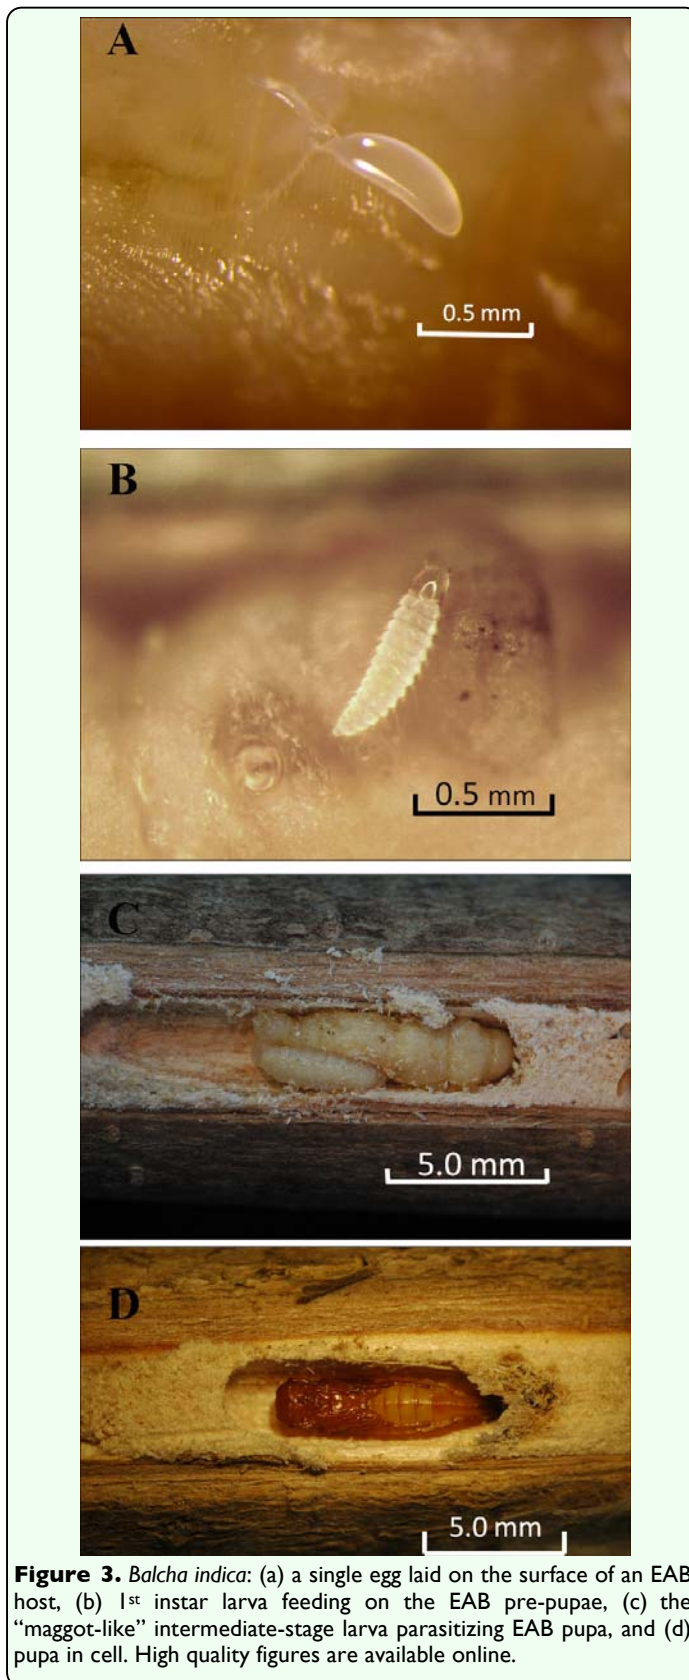 A
0.5 mm
B
0.5 mm
C
5.0 mm
D
5.0 mm
Figure 3. Balcha indica: (a) a single egg laid on the surface of an EAB
host, (b) 1st instar larva feeding on the EAB pre-pupae, (c) the
“maggot-like” intermediate-stage larva parasitizing EAB pupa, and (d)
pupa in cell. High quality figures are available online.